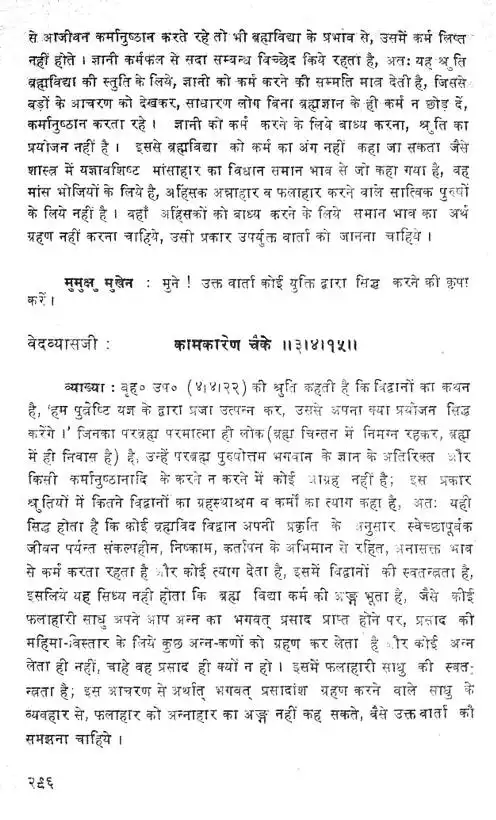 से आजीवन कर्मानुष्ठान करते रहे तो भी ब्रह्मविद्या के प्रभाव से, उसमें कर्म लिप्त
नहीं होते । ज्ञानी कर्मफल से सदा सम्बन्ध विच्छेद किये रहता है, अतः यह श्रुति
ब्रह्मविद्या की स्तुति के लिये, ज्ञानी को कर्म करने की सम्मति मात्र देती है, जिससे
बड़ों के आचरण को देखकर, साधारण लोग बिना ब्रह्मज्ञान के ही कर्म न छोड़ दें,
कर्मानुष्ठान करता रहे । ज्ञानी को कर्म करने के लिये बाध्य करना, श्रुति का
प्रयोजन नहीं है । इससे ब्रह्मविद्या को कर्म का अंग नहीं कहा जा सकता जैसे
शास्त्र में यज्ञावशिष्ट मांसाहार का विधान समान भाव से जो कहा गया है, वह
मांस भोजियों के लिये है, अहिंसक अन्नाहार व फलाहार करने वाले सात्विक पुरुषों
के लिये नहीं है । वहाँ अहिंसकों को बाध्य करने के लिये समान भाव का अर्थ
ग्रहण नहीं करना चाहिये, उसी प्रकार उपर्युक्त वार्ता को जानना चाहिये ।
मुमुक्षु मुखेन : मुने ! उक्त वार्ता कोई युक्ति द्वारा सिद्ध करने की कृपा
करें ।
वेदव्यासजी : कामकारेण चैके ॥३।४।१५॥
व्याख्या : बृह० उप० (४।४।२२) की श्रुति कहती है कि विद्वानों का कथन
है, 'हम पुत्रेष्टि यज्ञ के द्वारा प्रजा उत्पन्न कर, उससे अपना क्या प्रयोजन सिद्ध
करेंगे ।' जिनका परब्रह्म परमात्मा ही लोक (ब्रह्म चिन्तन में निमग्न रहकर, ब्रह्म
में ही निवास है) है, उन्हें परब्रह्म पुरुषोत्तम भगवान के ज्ञान के अतिरिक्त और
किसी कर्मानुष्ठानादि के करने न करने में कोई आग्रह नहीं है; इस प्रकार
श्रुतियों में कितने विद्वानों का ग्रहस्थाश्रम व कर्मों का त्याग कहा है, अतः यही
सिद्ध होता है कि कोई ब्रह्मविद विद्वान अपनी प्रकृति के अनुसार स्वेच्छापूर्वक
जीवन पर्यन्त संकल्पहीन, निष्काम, कर्तापन के अभिमान से रहित, अनासक्त भाव
से कर्म करता रहता है और कोई त्याग देता है, इसमें विद्वानों की स्वतन्त्रता है,
इसलिये यह सिध्य नही होता कि ब्रह्म विद्या कर्म की अङ्ग भूता है, जैसे कोई
फलाहारी साधु अपने आप अन्न का भगवत् प्रसाद प्राप्त होने पर, प्रसाद की
महिमा-विस्तार के लिये कुछ अन्न-कणों को ग्रहण कर लेता है और कोई अन्न
लेता ही नहीं, चाहे वह प्रसाद ही क्यों न हो । इसमें फलाहारी साधु की स्वत-
न्त्रता है; इस आचरण से अर्थात् भगवत् प्रसादांश ग्रहण करने वाले साधु के
व्यवहार से, फलाहार को अन्नाहार का अङ्ग नहीं कह सकते, वैसे उक्त वार्ता को
समझना चाहिये ।
२९६